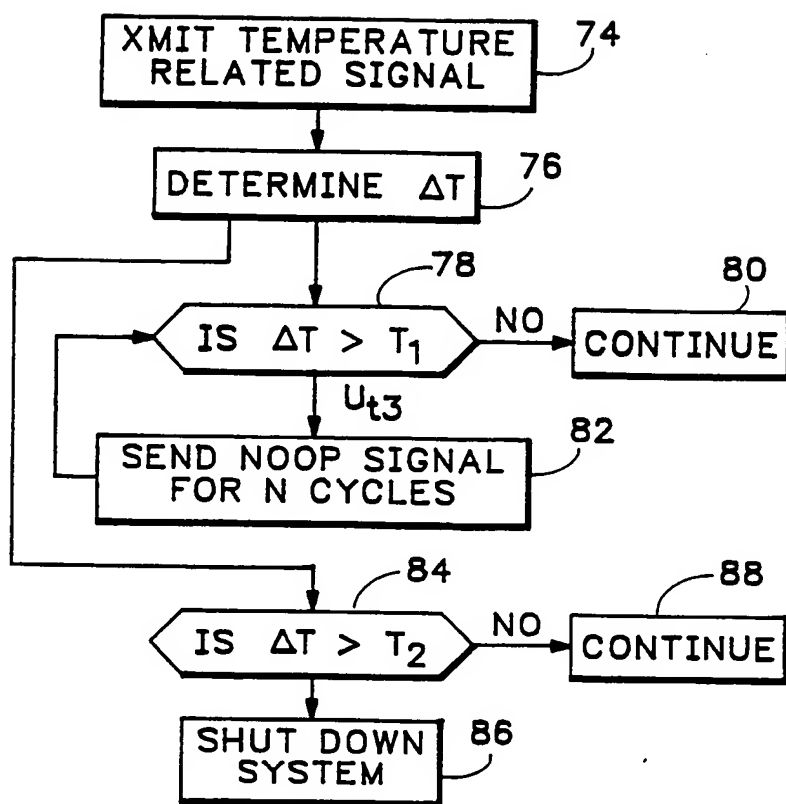 XMIT TEMPERATURE
RELATED SIGNAL
74
DETERMINE ΔT
76
IS ΔT > T1
78
NO
CONTINUE
80
Ut3
SEND NOOP SIGNAL
FOR N CYCLES
82
IS ΔT > T2
84
NO
CONTINUE
88
SHUT DOWN
SYSTEM
86